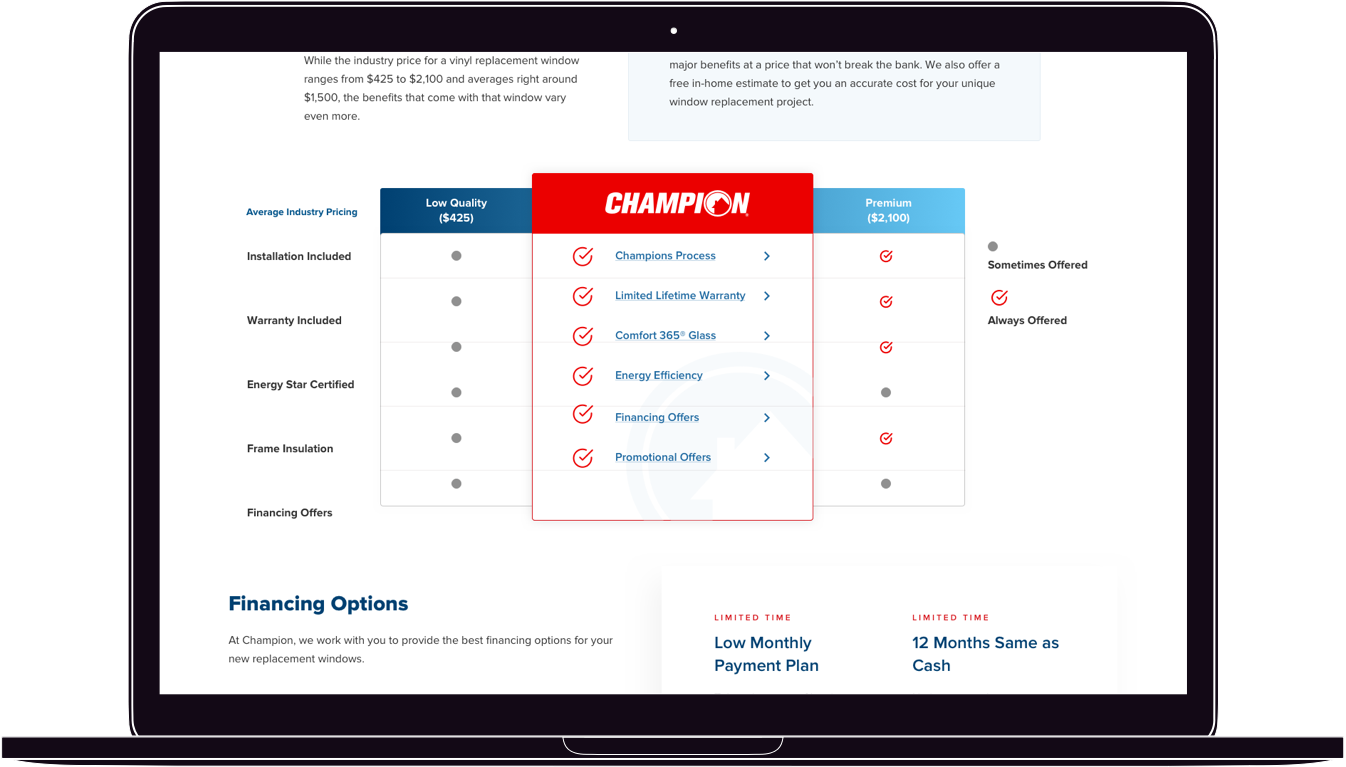 While the industry price for a vinyl replacement window
ranges from $425 to $2,100 and averages right around
$1,500, the benefits that come with that window vary
even more.
major benefits at a price that won’t break the bank. We also offer a
free in-home estimate to get you an accurate cost for your unique
window replacement project.
Average Industry Pricing
Low Quality
($425)
CHAMPION
Premium
($2,100)
Installation Included
Warranty Included
Energy Star Certified
Frame Insulation
Financing Offers
Champions Process
Limited Lifetime Warranty
Comfort 365® Glass
Energy Efficiency
Financing Offers
Promotional Offers
Sometimes Offered
Always Offered
Financing Options
At Champion, we work with you to provide the best financing options for your
new replacement windows.
LIMITED TIME
Low Monthly
Payment Plan
LIMITED TIME
12 Months Same as
Cash